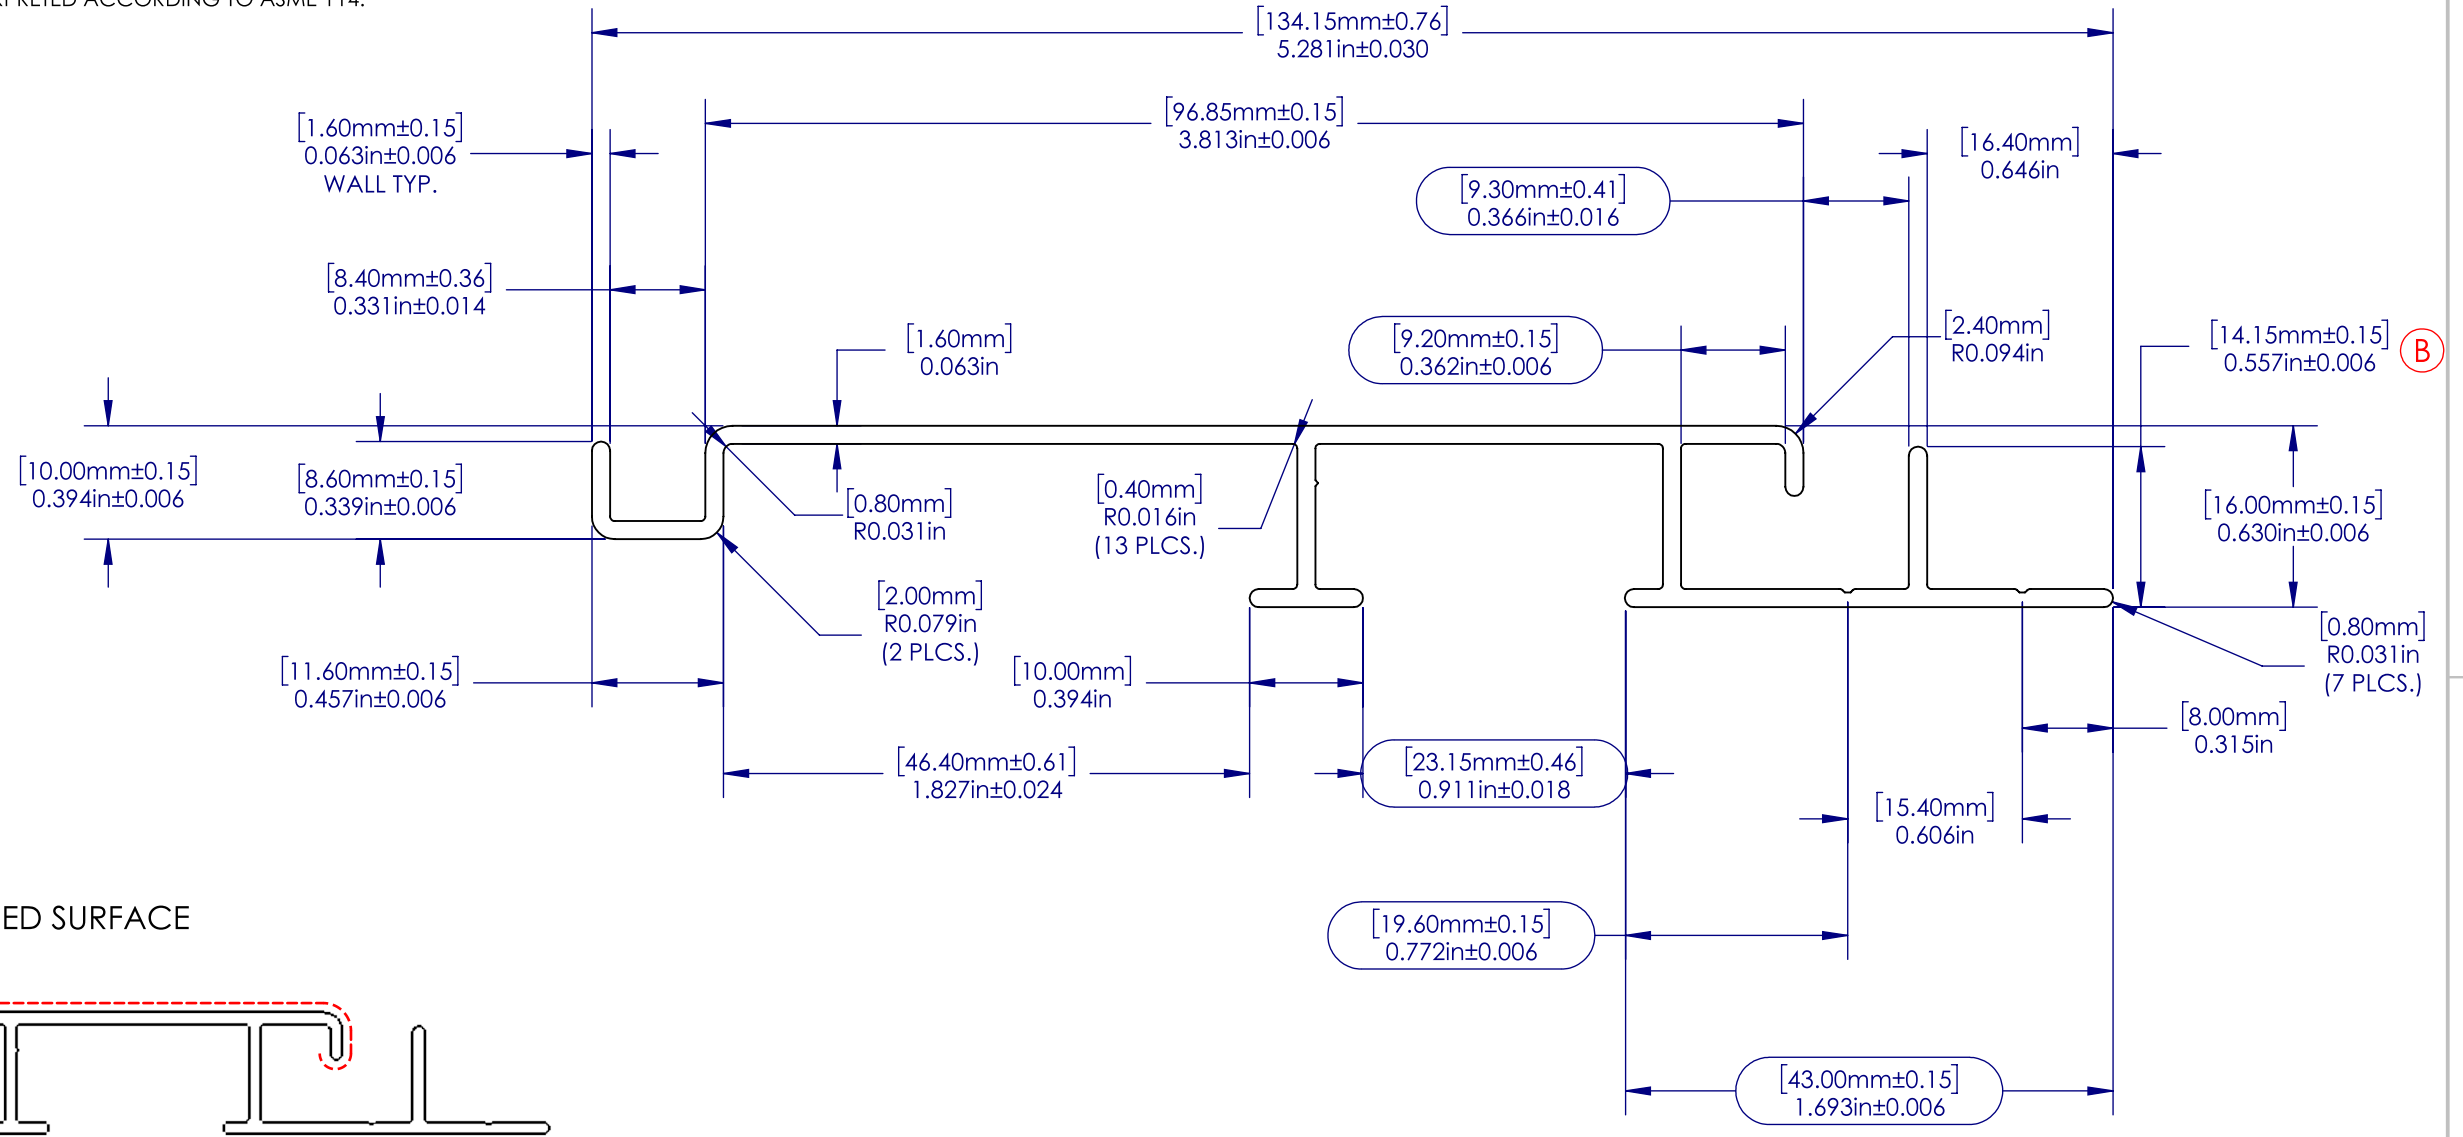 [134.15mm±0.76]
5.281in±0.030
[96.85mm±0.15]
3.813in±0.006
[1.60mm±0.15]
0.063in±0.006
WALL TYP.
[16.40mm]
0.646in
[9.30mm±0.41]
0.366in±0.016
[8.40mm±0.36]
0.331in±0.014
[1.60mm]
0.063in
[9.20mm±0.15]
0.362in±0.006
[2.40mm]
R0.094in
[14.15mm±0.15]
0.557in±0.006
B
[10.00mm±0.15]
0.394in±0.006
[8.60mm±0.15]
0.339in±0.006
[0.80mm]
R0.031in
[0.40mm]
R0.016in
(13 PLCS.)
[16.00mm±0.15]
0.630in±0.006
[2.00mm]
R0.079in
(2 PLCS.)
[0.80mm]
R0.031in
(7 PLCS.)
[11.60mm±0.15]
0.457in±0.006
[10.00mm]
0.394in
[8.00mm]
0.315in
[46.40mm±0.61]
1.827in±0.024
[23.15mm±0.46]
0.911in±0.018
[15.40mm]
0.606in
ED SURFACE
[19.60mm±0.15]
0.772in±0.006
[43.00mm±0.15]
1.693in±0.006